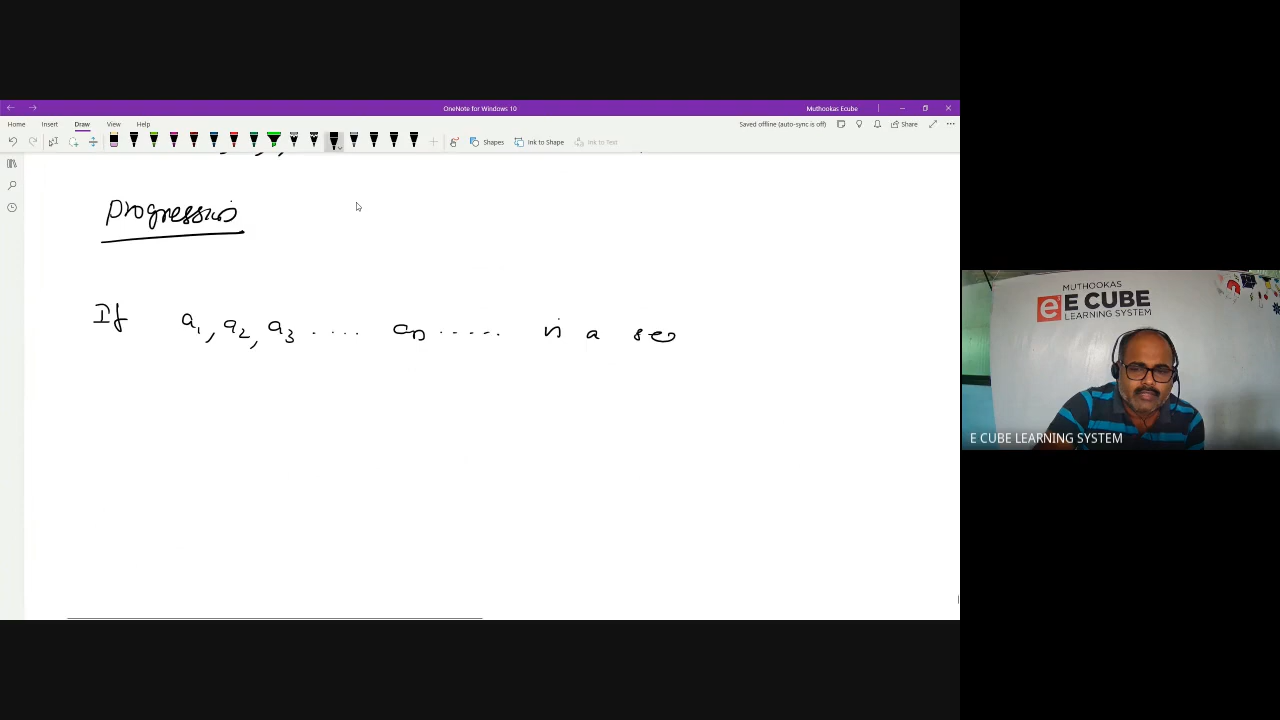 OneNote for Windows 10
Muthookas Ecube
Home Insert Draw View Help
Saved offline (auto-sync is off)
Share
Shapes
Ink to Shape
Ink to Text
Progressions
If a1, a2, a3 .... an ..... is a se
MUTHOOKAS
e E CUBE
LEARNING SYSTEM
E CUBE LEARNING SYSTEM